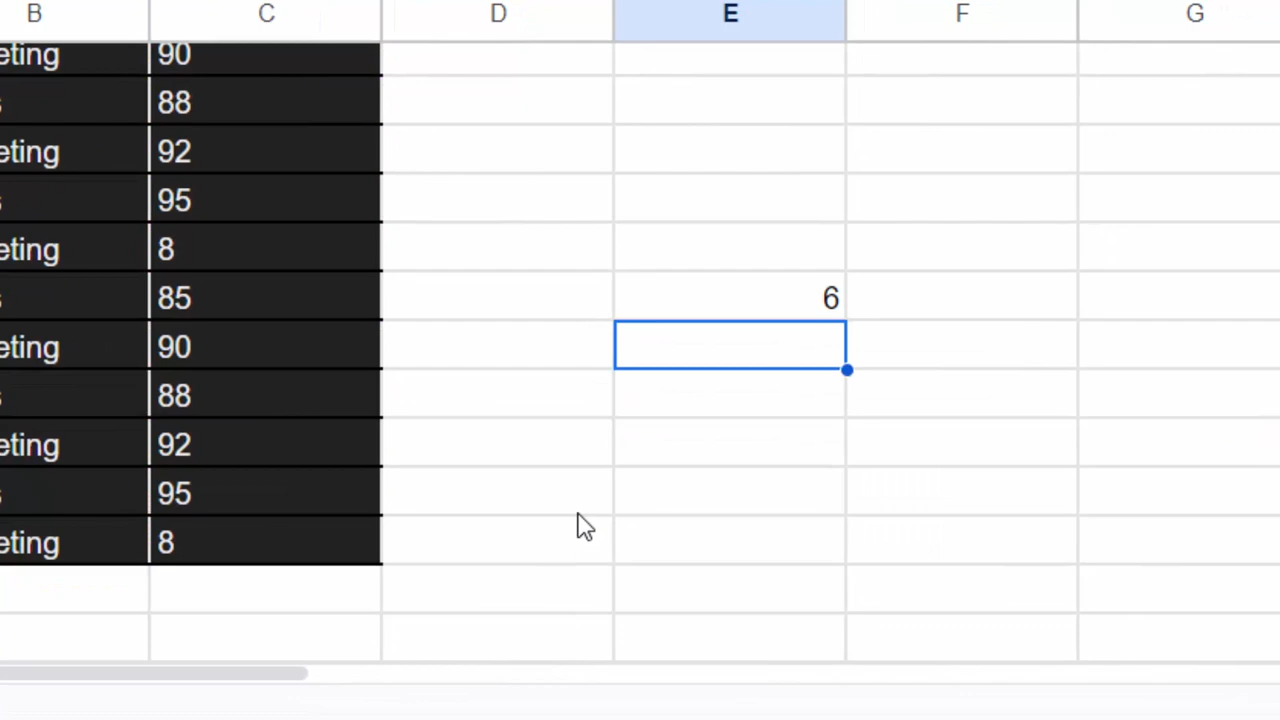 B C D E F G
eting 90
s 88
eting 92
s 95
eting 8
s 85 6
eting 90
s 88
eting 92
s 95
eting 8